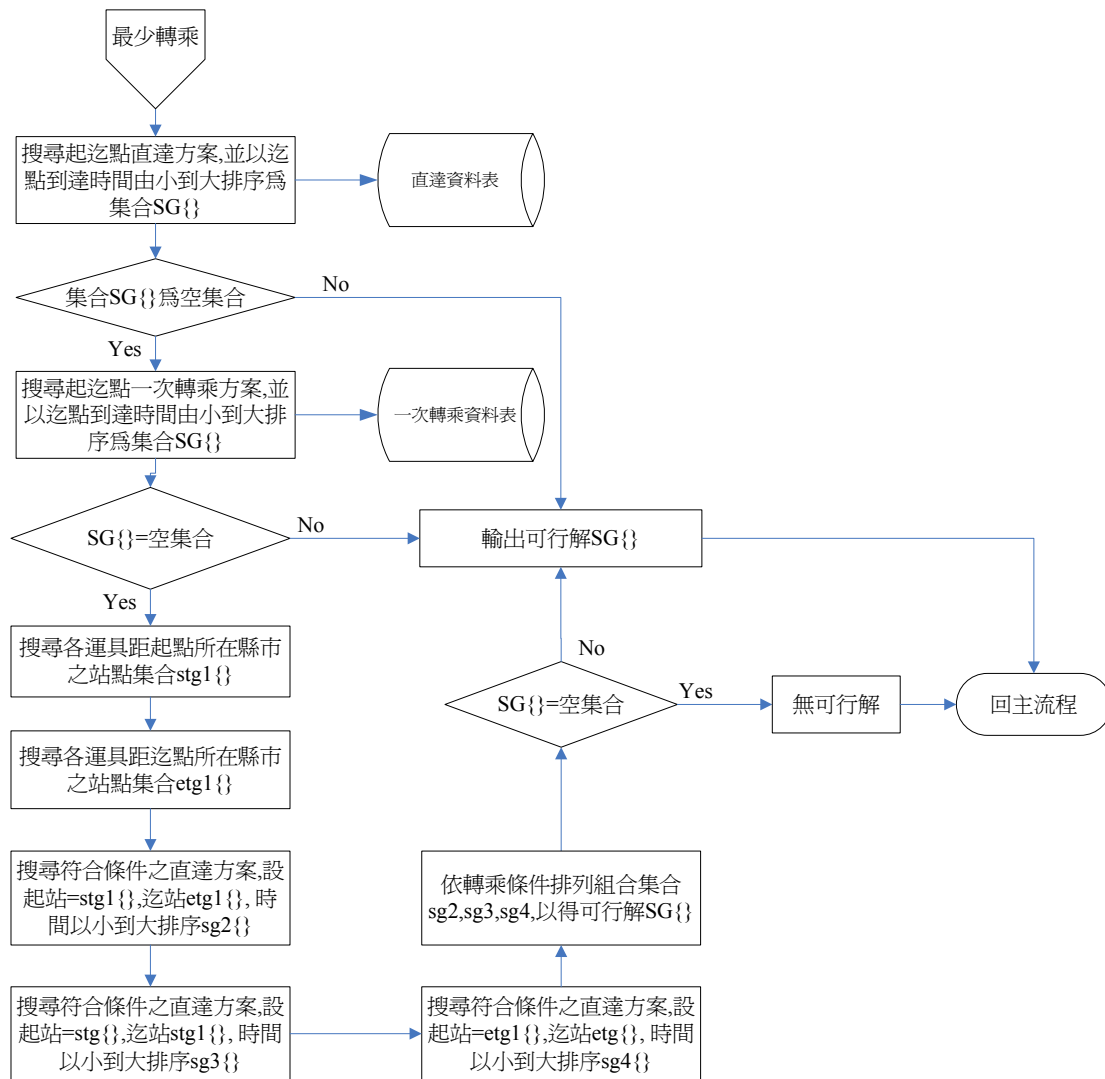 最少轉乘
搜尋起迄點直達方案,並以迄
點到達時間由小到大排序爲
集合SG{}
直達資料表
集合SG{}爲空集合
No
Yes
搜尋起迄點一次轉乘方案,並
以迄點到達時間由小到大排
序爲集合SG{}
一次轉乘資料表
SG{}=空集合
No
輸出可行解SG{}
Yes
搜尋各運具距起點所在縣市
之站點集合stg1{}
No
SG{}=空集合
Yes
無可行解
回主流程
搜尋各運具距迄點所在縣市
之站點集合etg1{}
搜尋符合條件之直達方案,設
起站=stg1{},迄站etg1{}, 時
間以小到大排序sg2{}
依轉乘條件排列組合集合
sg2,sg3,sg4,以得可行解SG{}
搜尋符合條件之直達方案,設
起站=stg{},迄站stg1{}, 時間
以小到大排序sg3{}
搜尋符合條件之直達方案,設
起站=etg1{},迄站etg{}, 時間
以小到大排序sg4{}